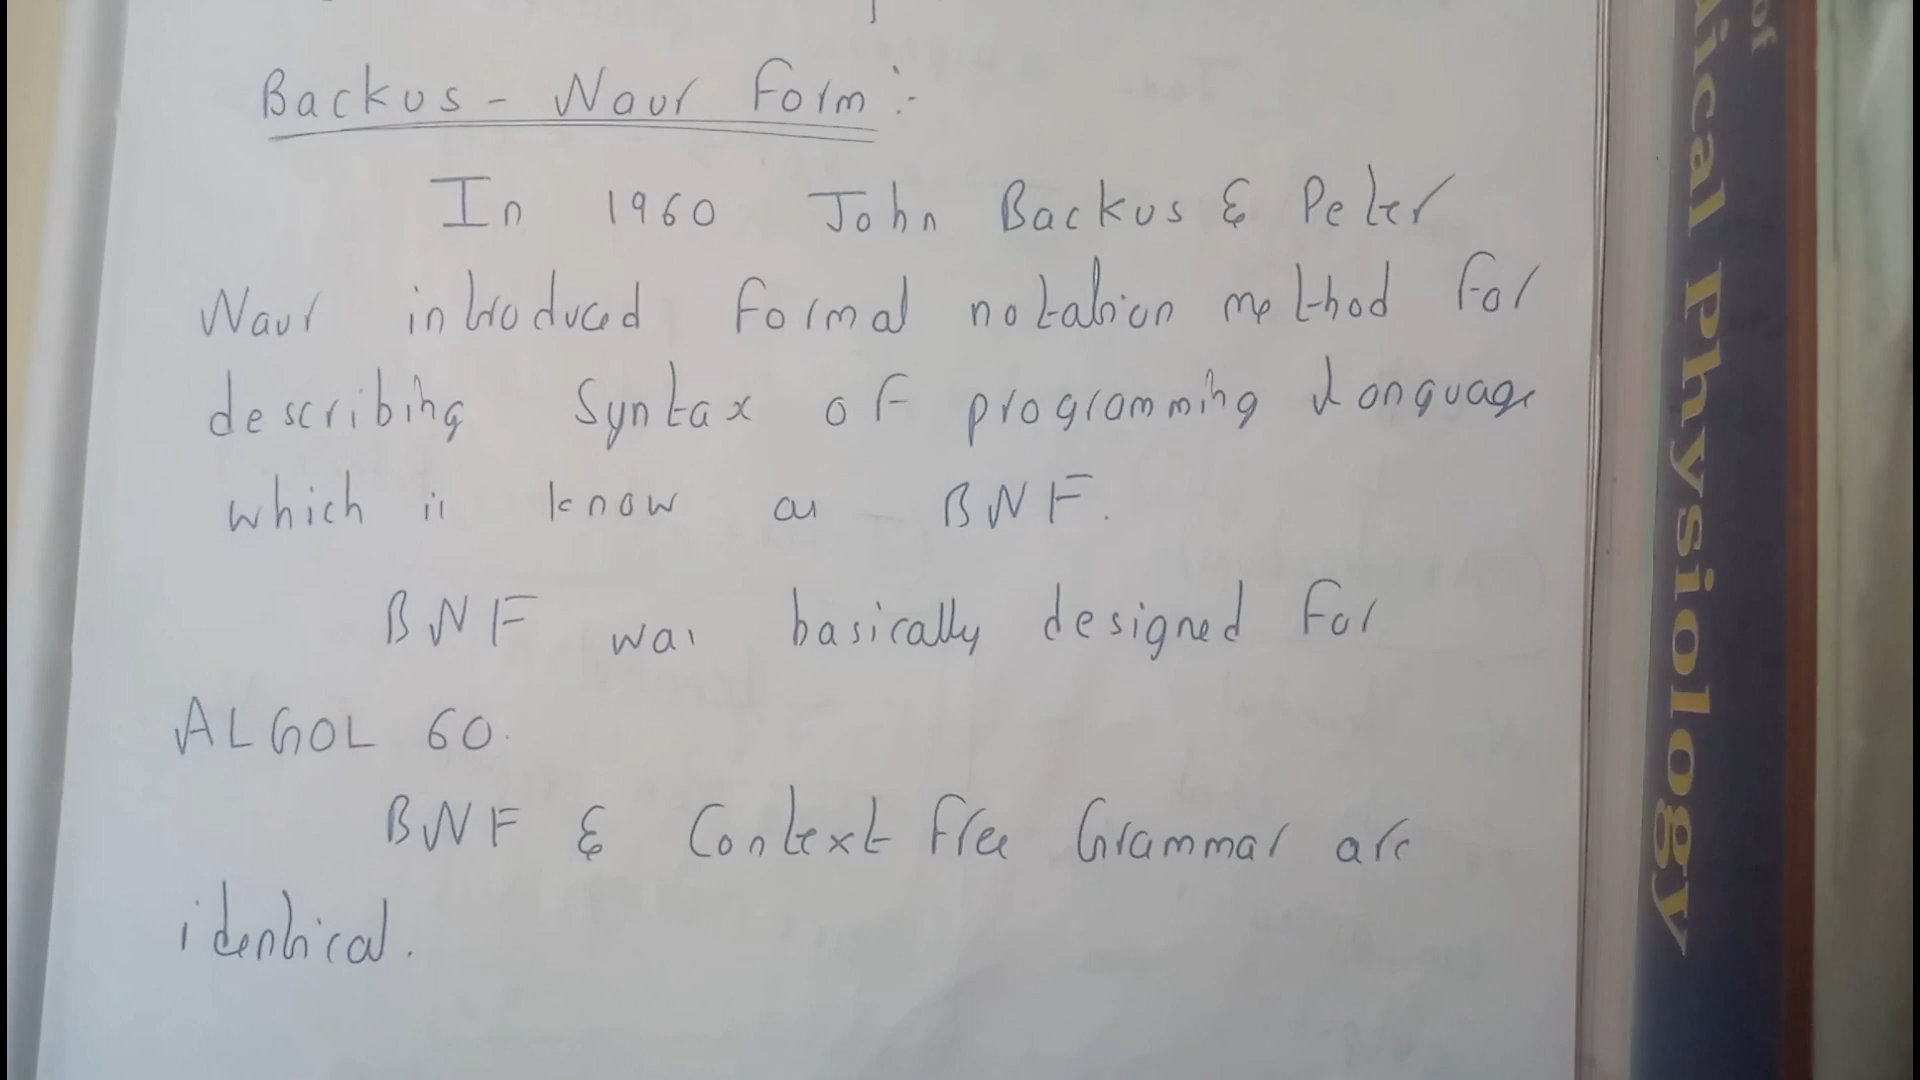 Backus - Naur Form :-
In 1960 John Backus & Peter
Naur introduced formal notation method for
describing Syntax of programming Language
which is know as BNF.
BNF was basically designed for
ALGOL 60.
BNF & Context free Grammar are
identical.
of
ical Physiology